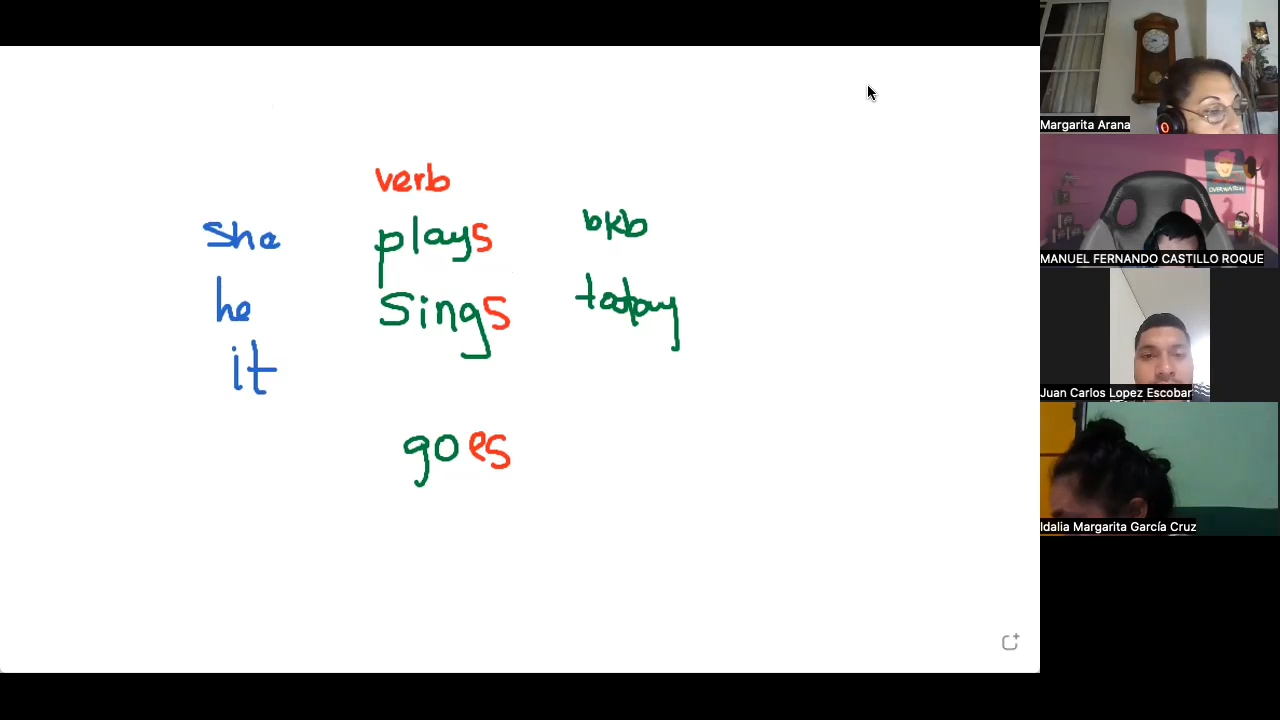 verb
she plays bkb
he sings today
it
goes
Margarita Arana
OVERWATCH
MANUEL FERNANDO CASTILLO ROQUE
Juan Carlos Lopez Escobar
Idalia Margarita García Cruz